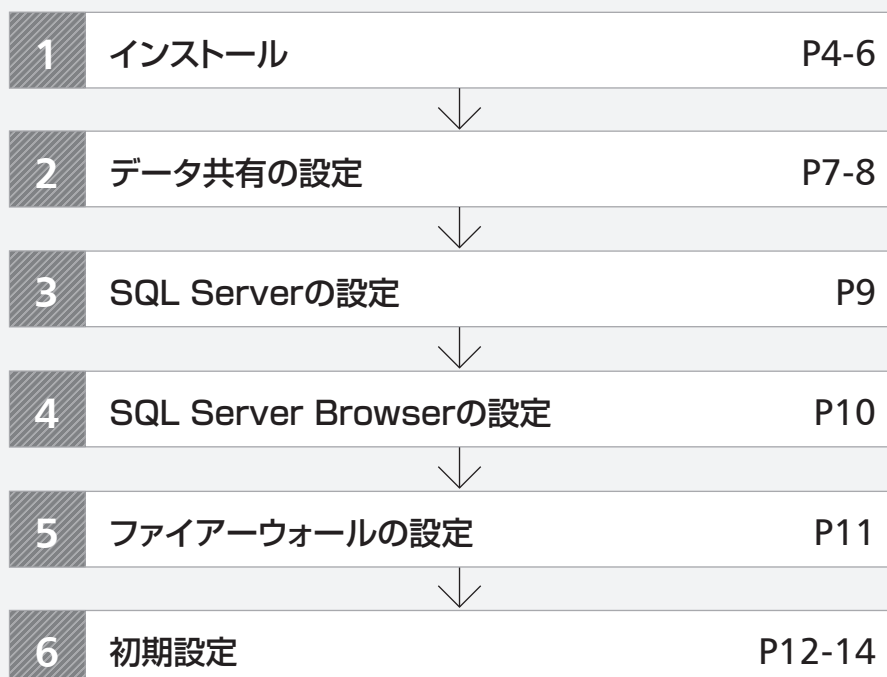 1 インストール P4-6
2 データ共有の設定 P7-8
3 SQL Serverの設定 P9
4 SQL Server Browserの設定 P10
5 ファイアーウォールの設定 P11
6 初期設定 P12-14